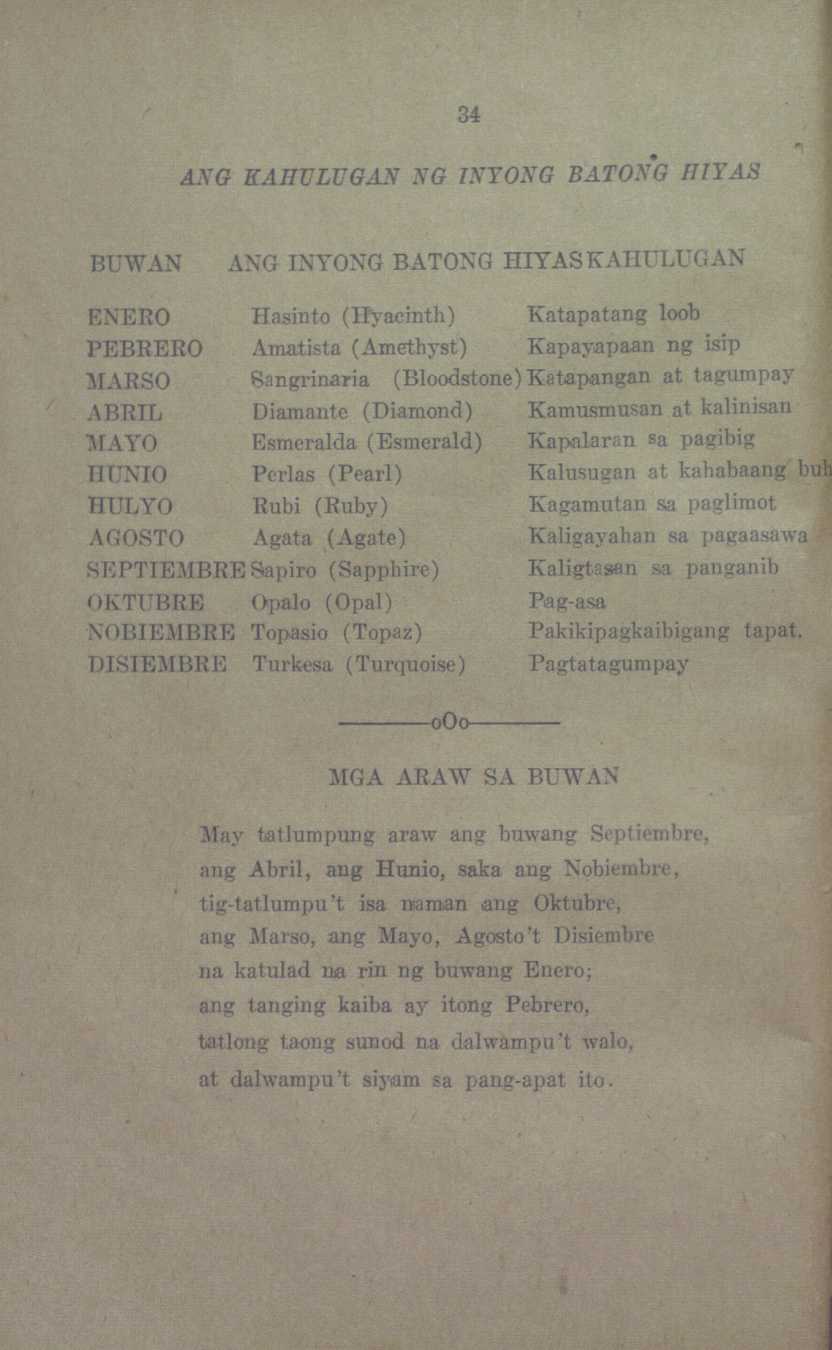 34
ANG KAHULUGAN NG INYONG BATONG HIYAS
BUWAN ANG INYONG BATONG HIYAS KAHULUGAN
ENERO Hasinto (Hyacinth) Katapatang loob
PEBRERO Amatista (Amethyst) Kapayapaan ng isip
MARSO Sangrinaria (Bloodstone) Katapangan at tagumpay
ABRIL Diamante (Diamond) Kamusmusan at kalinisan
MAYO Esmeralda (Esmerald) Kapalaran sa pagibig
HUNIO Perlas (Pearl) Kalusugan at kahabaang buh
HULYO Rubi (Ruby) Kagamutan sa paglimot
AGOSTO Agata (Agate) Kaligayahan sa pagaasawa
SEPTIEMBRE Sapiro (Sapphire) Kaligtasan sa panganib
OKTUBRE Opalo (Opal) Pag-asa
NOBIEMBRE Topasio (Topaz) Pakikipagkaibigang tapat.
DISIEMBRE Turkesa (Turquoise) Pagtatagumpay
———oOo———
MGA ARAW SA BUWAN
May tatlumpung araw ang buwang Septiembre,
ang Abril, ang Hunio, saka ang Nobiembre,
tig-tatlumpu't isa naman ang Oktubre,
ang Marso, ang Mayo, Agosto't Disiembre
na katulad na rin ng buwang Enero;
ang tanging kaiba ay itong Pebrero,
tatlong taong sunod na dalwampu't walo,
at dalwampu't siyam sa pang-apat ito.